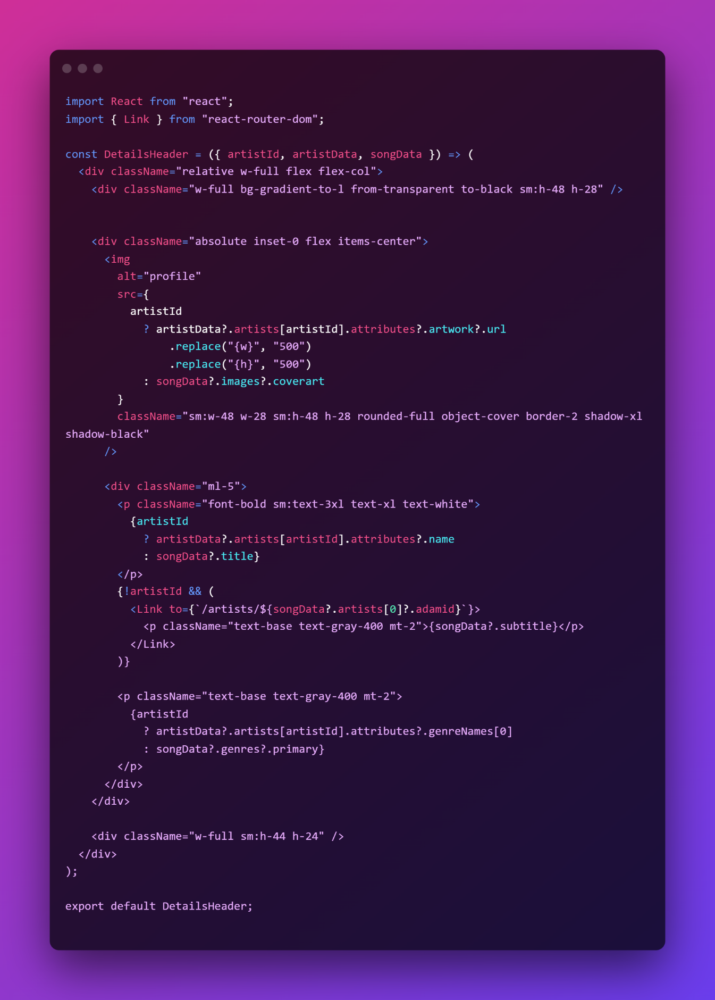 import React from "react";
import { Link } from "react-router-dom";

const DetailsHeader = ({ artistId, artistData, songData }) => (
  <div className="relative w-full flex flex-col">
    <div className="w-full bg-gradient-to-l from-transparent to-black sm:h-48 h-28" />


    <div className="absolute inset-0 flex items-center">
      <img
        alt="profile"
        src={
          artistId
            ? artistData?.artists[artistId].attributes?.artwork?.url
                .replace("{w}", "500")
                .replace("{h}", "500")
            : songData?.images?.coverart
        }
        className="sm:w-48 w-28 sm:h-48 h-28 rounded-full object-cover border-2 shadow-xl
shadow-black"
      />

      <div className="ml-5">
        <p className="font-bold sm:text-3xl text-xl text-white">
          {artistId
            ? artistData?.artists[artistId].attributes?.name
            : songData?.title}
        </p>
        {!artistId && (
          <Link to={`/artists/${songData?.artists[0]?.adamid}`}>
            <p className="text-base text-gray-400 mt-2">{songData?.subtitle}</p>
          </Link>
        )}

        <p className="text-base text-gray-400 mt-2">
          {artistId
            ? artistData?.artists[artistId].attributes?.genreNames[0]
            : songData?.genres?.primary}
        </p>
      </div>
    </div>

    <div className="w-full sm:h-44 h-24" />
  </div>
);

export default DetailsHeader;